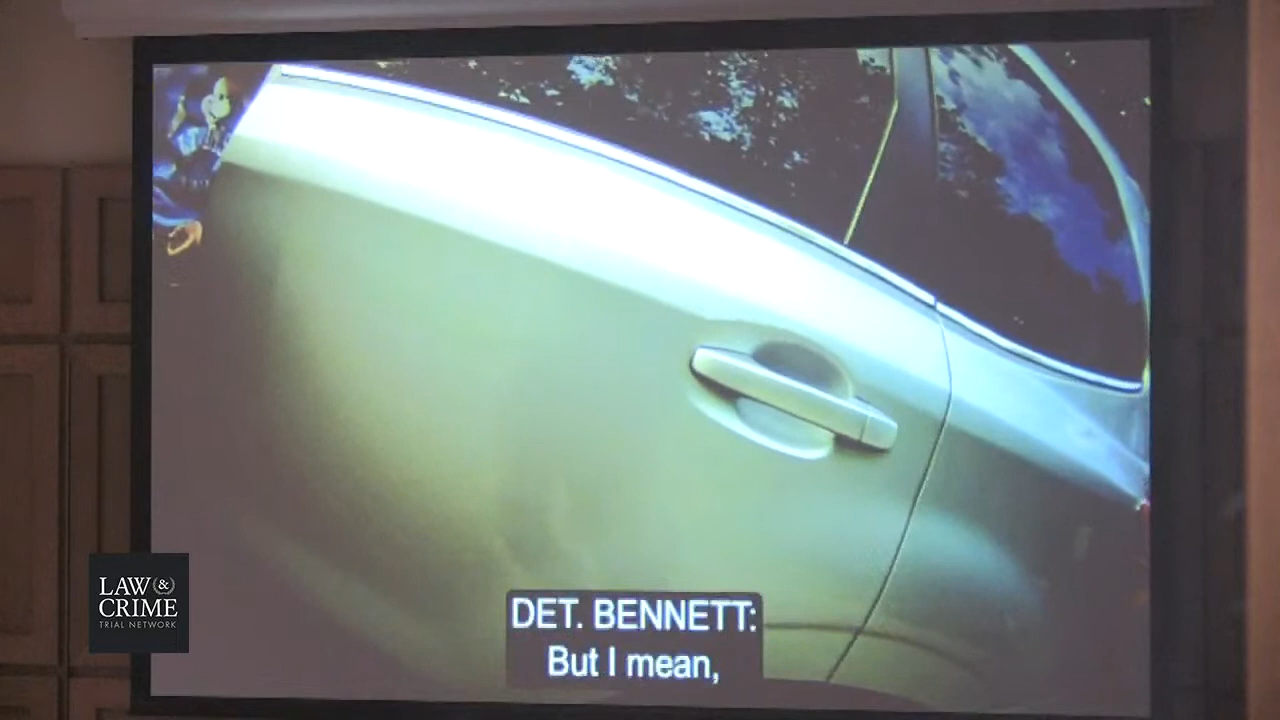 LAW &
CRIME
TRIAL NETWORK
DET. BENNETT:
But I mean,